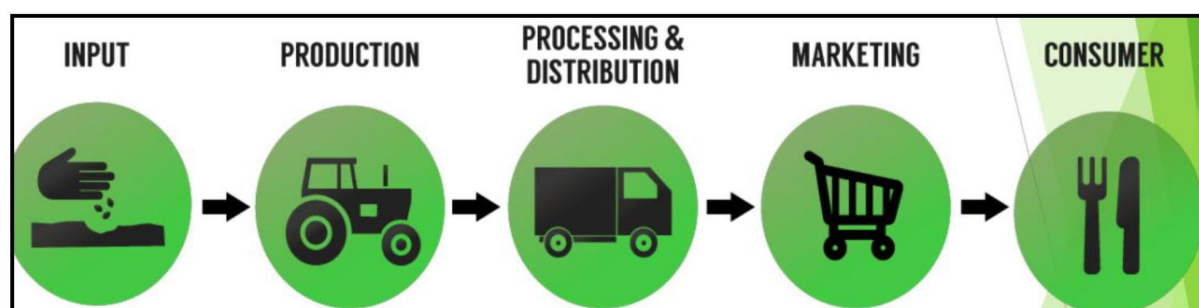 INPUT
PRODUCTION
PROCESSING &
DISTRIBUTION
MARKETING
CONSUMER